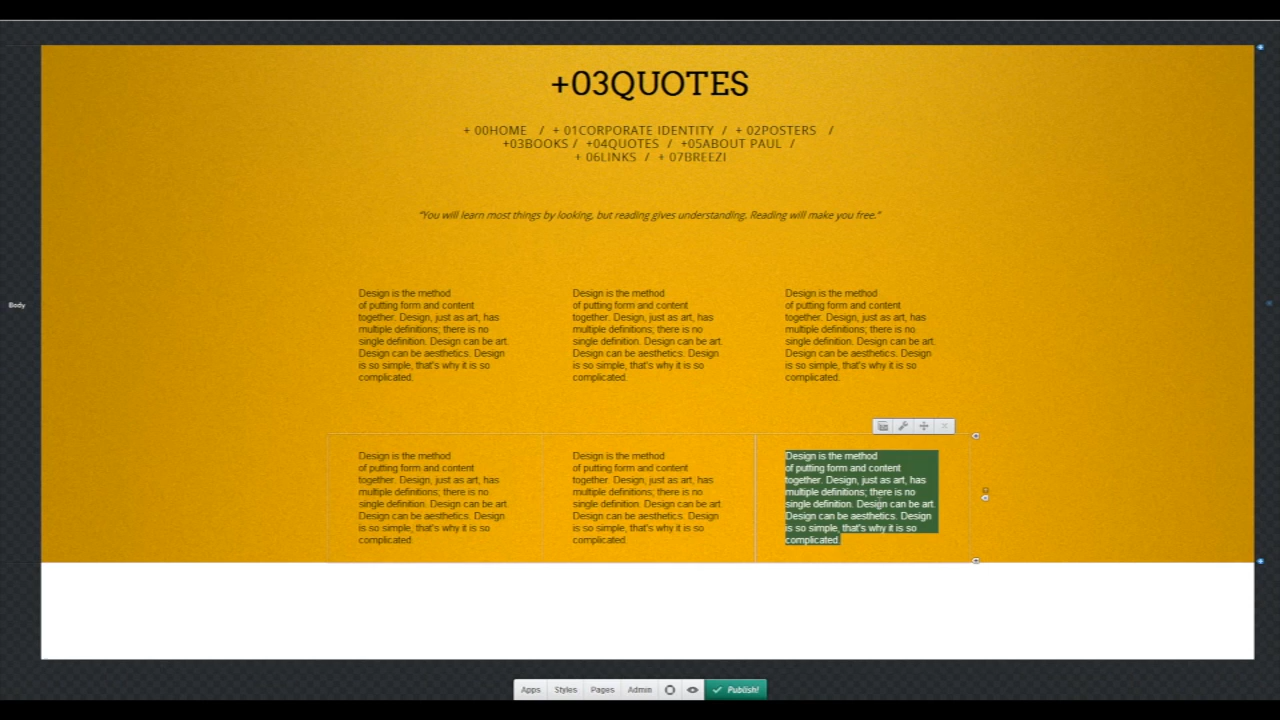 +03QUOTES
+ 00HOME / + 01CORPORATE IDENTITY / + 02POSTERS /
+03BOOKS / +04QUOTES / +05ABOUT PAUL /
+ 06LINKS / + 07BREEZI
“You will learn most things by looking, but reading gives understanding. Reading will make you free.”
Body
Design is the method
of putting form and content
together. Design, just as art, has
multiple definitions; there is no
single definition. Design can be art.
Design can be aesthetics. Design
is so simple, that's why it is so
complicated.
Design is the method
of putting form and content
together. Design, just as art, has
multiple definitions; there is no
single definition. Design can be art.
Design can be aesthetics. Design
is so simple, that's why it is so
complicated.
Design is the method
of putting form and content
together. Design, just as art, has
multiple definitions; there is no
single definition. Design can be art.
Design can be aesthetics. Design
is so simple, that's why it is so
complicated.
Design is the method
of putting form and content
together. Design, just as art, has
multiple definitions; there is no
single definition. Design can be art.
Design can be aesthetics. Design
is so simple, that's why it is so
complicated.
Design is the method
of putting form and content
together. Design, just as art, has
multiple definitions; there is no
single definition. Design can be art.
Design can be aesthetics. Design
is so simple, that's why it is so
complicated.
Design is the method
of putting form and content
together. Design, just as art, has
multiple definitions; there is no
single definition. Design can be art.
Design can be aesthetics. Design
is so simple, that's why it is so
complicated.
Apps Styles Pages Admin Publish!